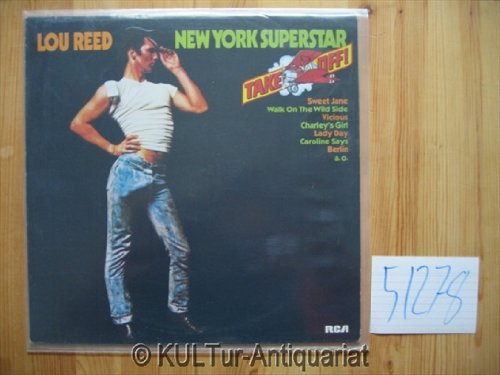 LOU REED
NEW YORK SUPERSTAR
TAKE OFF!
Sweet Jane
Walk On The Wild Side
Vicious
Charley's Girl
Lady Day
Caroline Says
Berlin
a. o.
RCA
51278
© KULTur-Antiquariat